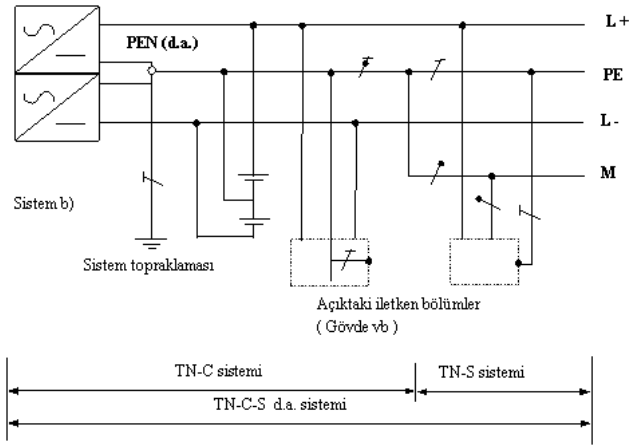 L +
PEN (d.a.)
PE
L -
M
Sistem b)
Sistem topraklaması
Açıktaki iletken bölümler
( Gövde vb )
TN-C sistemi
TN-S sistemi
TN-C-S d.a. sistemi